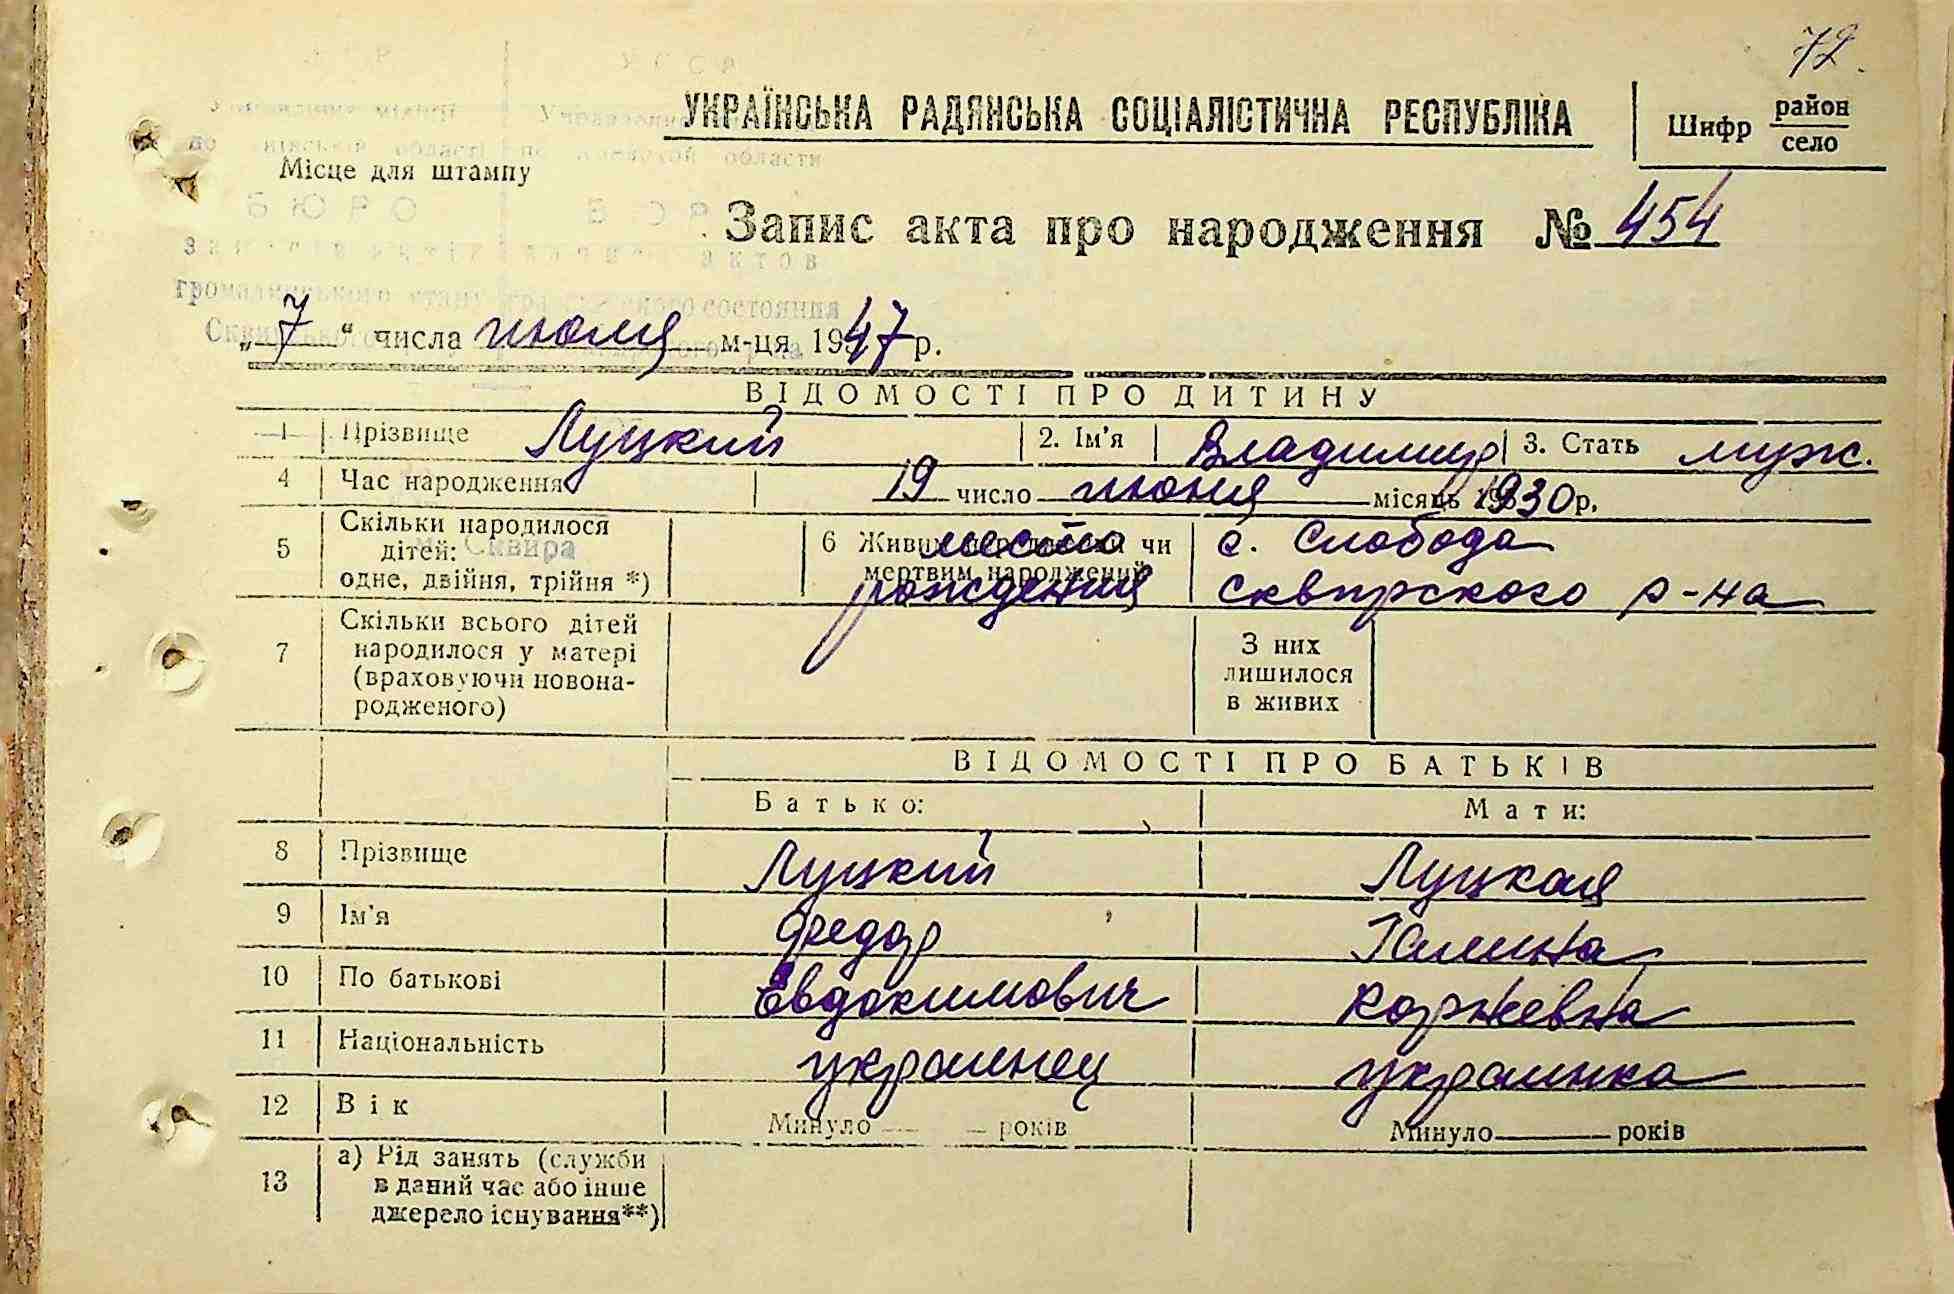 72.
УКРАЇНСЬКА РАДЯНСЬКА СОЦІАЛІСТИЧНА РЕСПУБЛІКА
Шифр район
село
Місце для штампу
Запис акта про народження № 454
„ 7 “ числа июля м-ця 1947 р.
ВІДОМОСТІ ПРО ДИТИНУ
1 Прізвище Луцкий 2. Ім'я Владимир 3. Стать муж.
4 Час народження 19 число июня місяць 1930 р.
5 Скільки народилося дітей: одне, двійня, трійня *)
6 чи мертвим народжений
место рождения
с. Слобода
Сквирского р-на
7 Скільки всього дітей народилося у матері (враховуючи новонародженого)
З них лишилося в живих
ВІДОМОСТІ ПРО БАТЬКІВ
Батько: Мати:
8 Прізвище Луцкий Луцкая
9 Ім'я Федор Галина
10 По батькові Евдокимович Коржевна
11 Національність украинец украинка
12 Вік Минуло — — років Минуло — років
13 а) Рід занять (служби
в даний час або інше
джерело існування**)